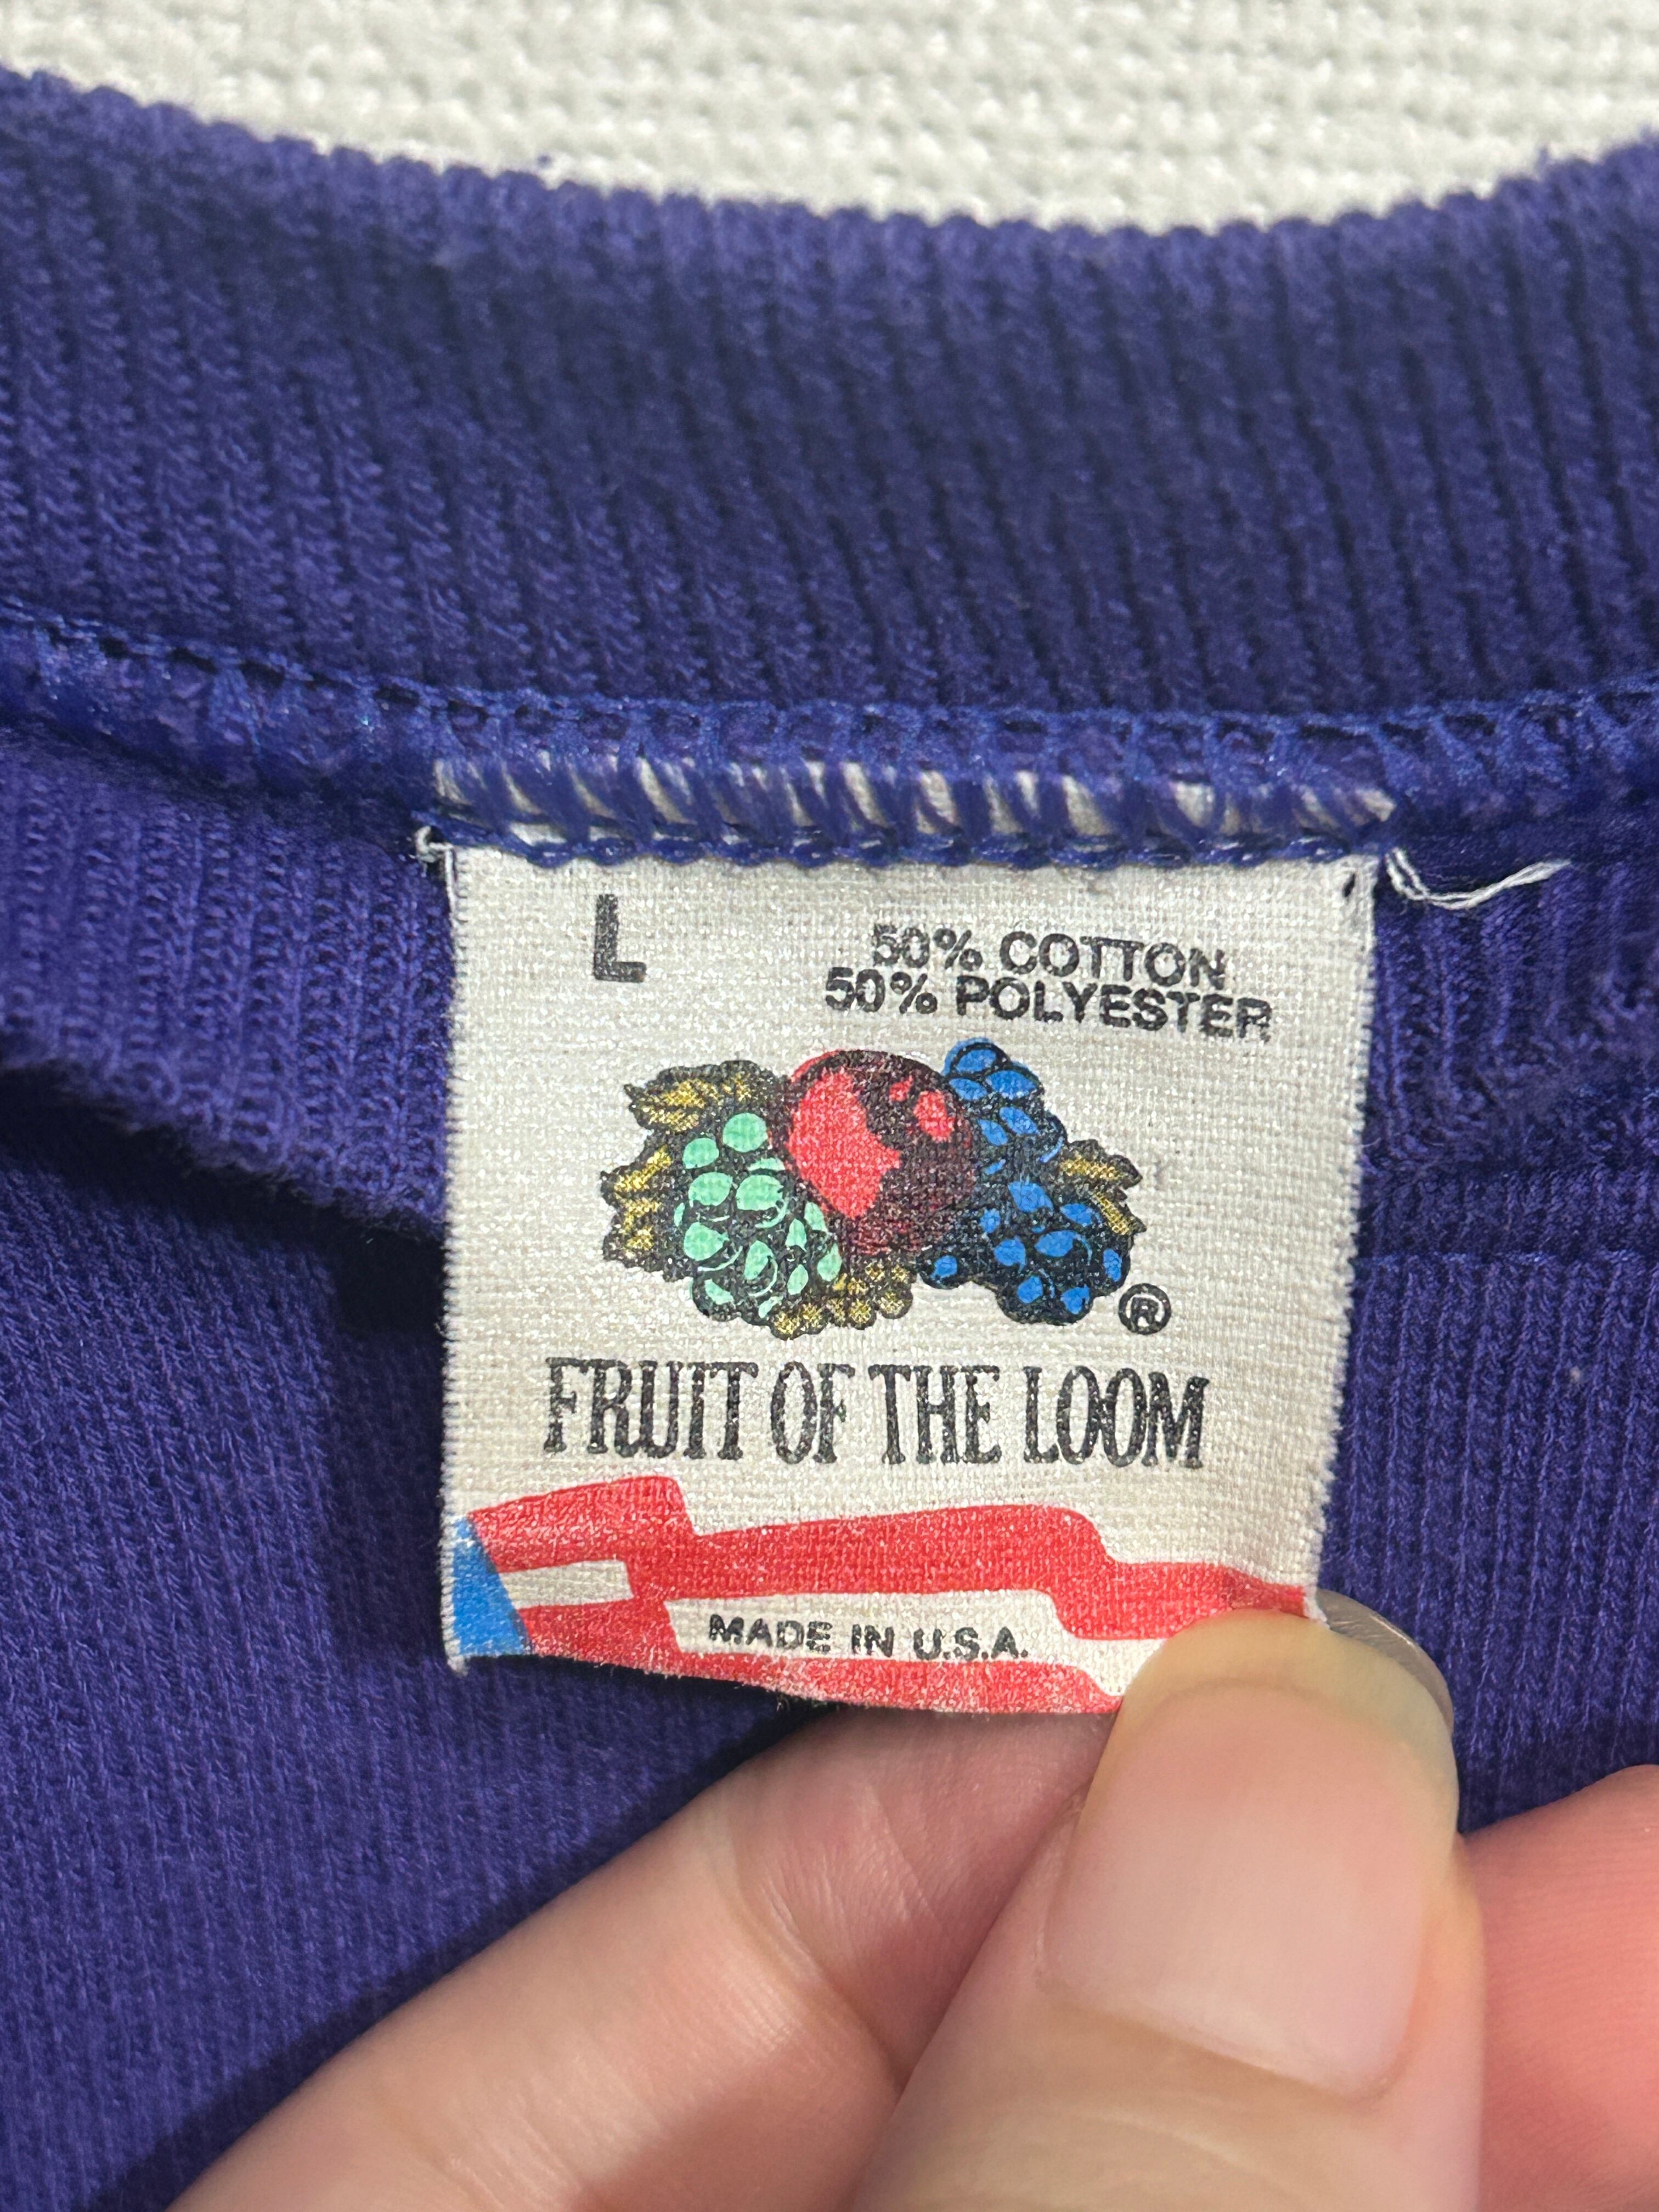 L
50% COTTON
50% POLYESTER
®
FRUIT OF THE LOOM
MADE IN U.S.A.